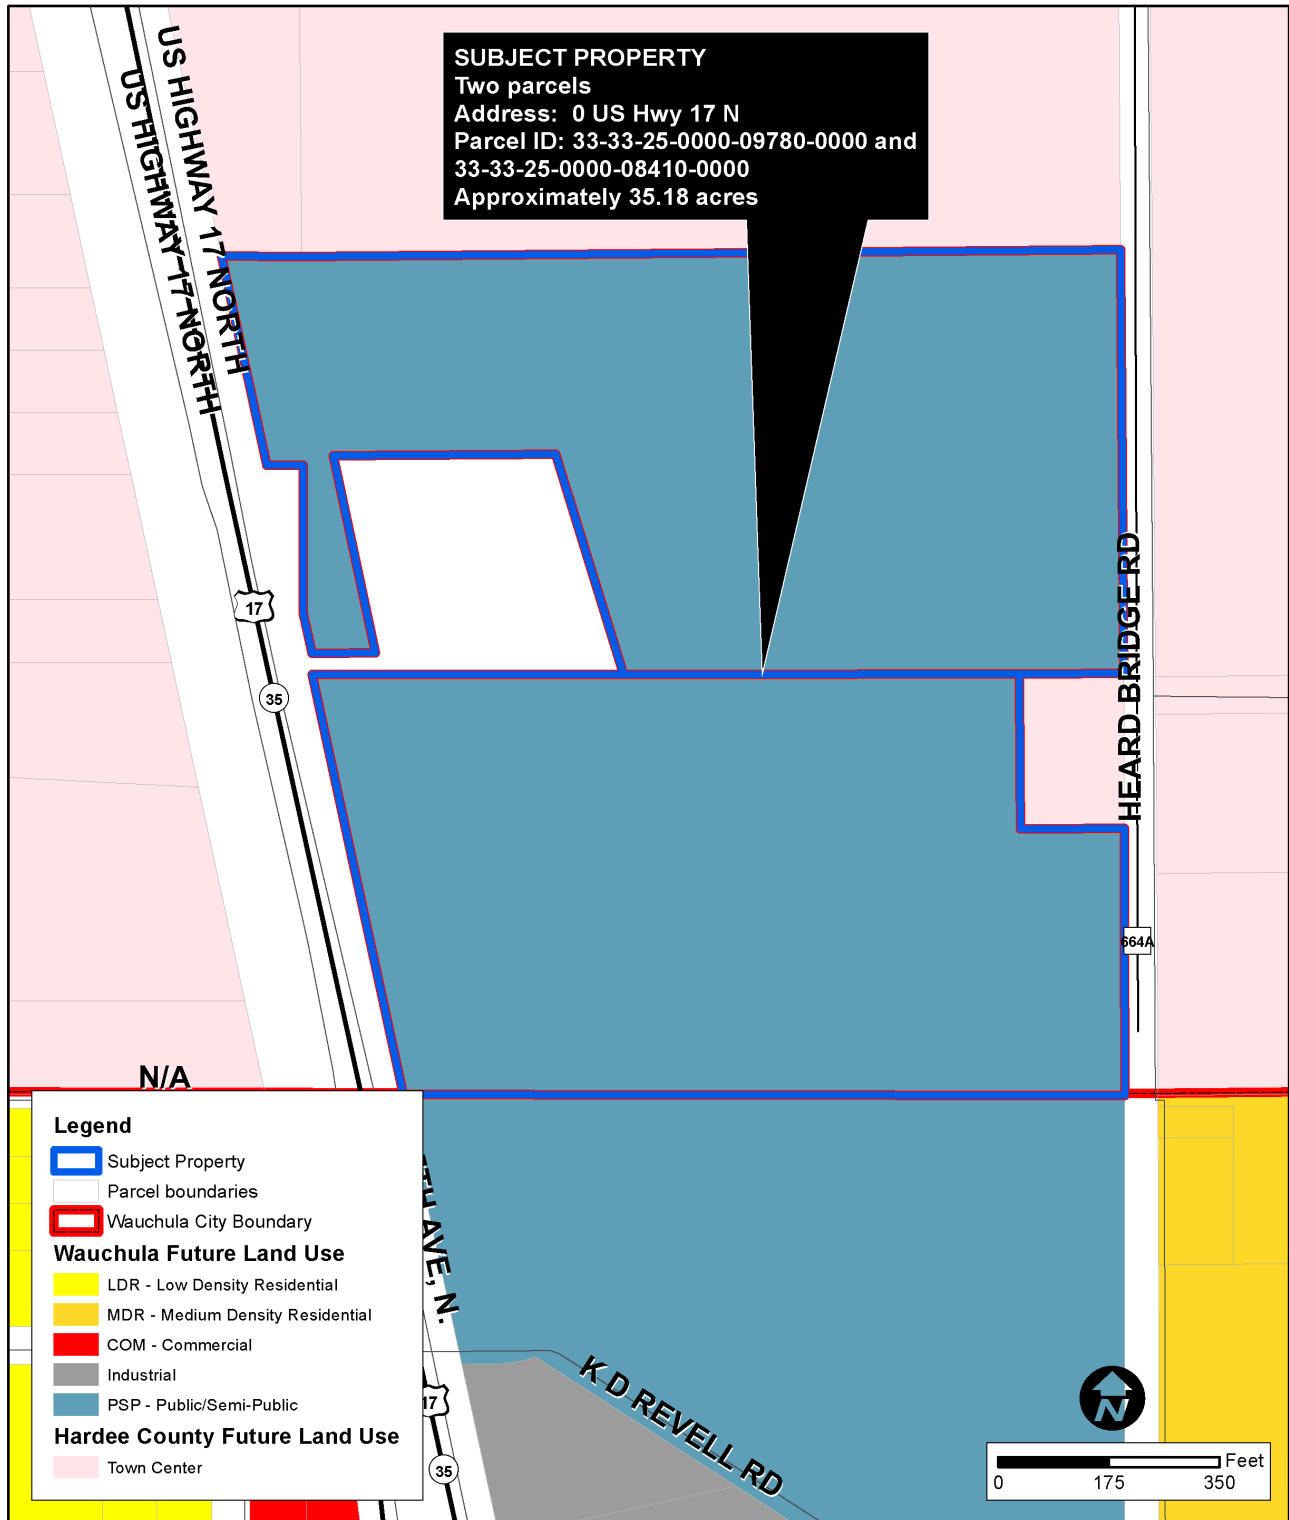 SUBJECT PROPERTY
Two parcels
Address: 0 US Hwy 17 N
Parcel ID: 33-33-25-0000-09780-0000 and
33-33-25-0000-08410-0000
Approximately 35.18 acres
US HIGHWAY 17 NORTH
US HIGHWAY 17 NORTH
17
35
HEARD BRIDGE RD
664A
N/A
Legend
Subject Property
Parcel boundaries
Wauchula City Boundary
Wauchula Future Land Use
LDR - Low Density Residential
MDR - Medium Density Residential
COM - Commercial
Industrial
PSP - Public/Semi-Public
Hardee County Future Land Use
Town Center
TH AVE, N.
17
35
K D REVELL RD
N
Feet
0 175 350